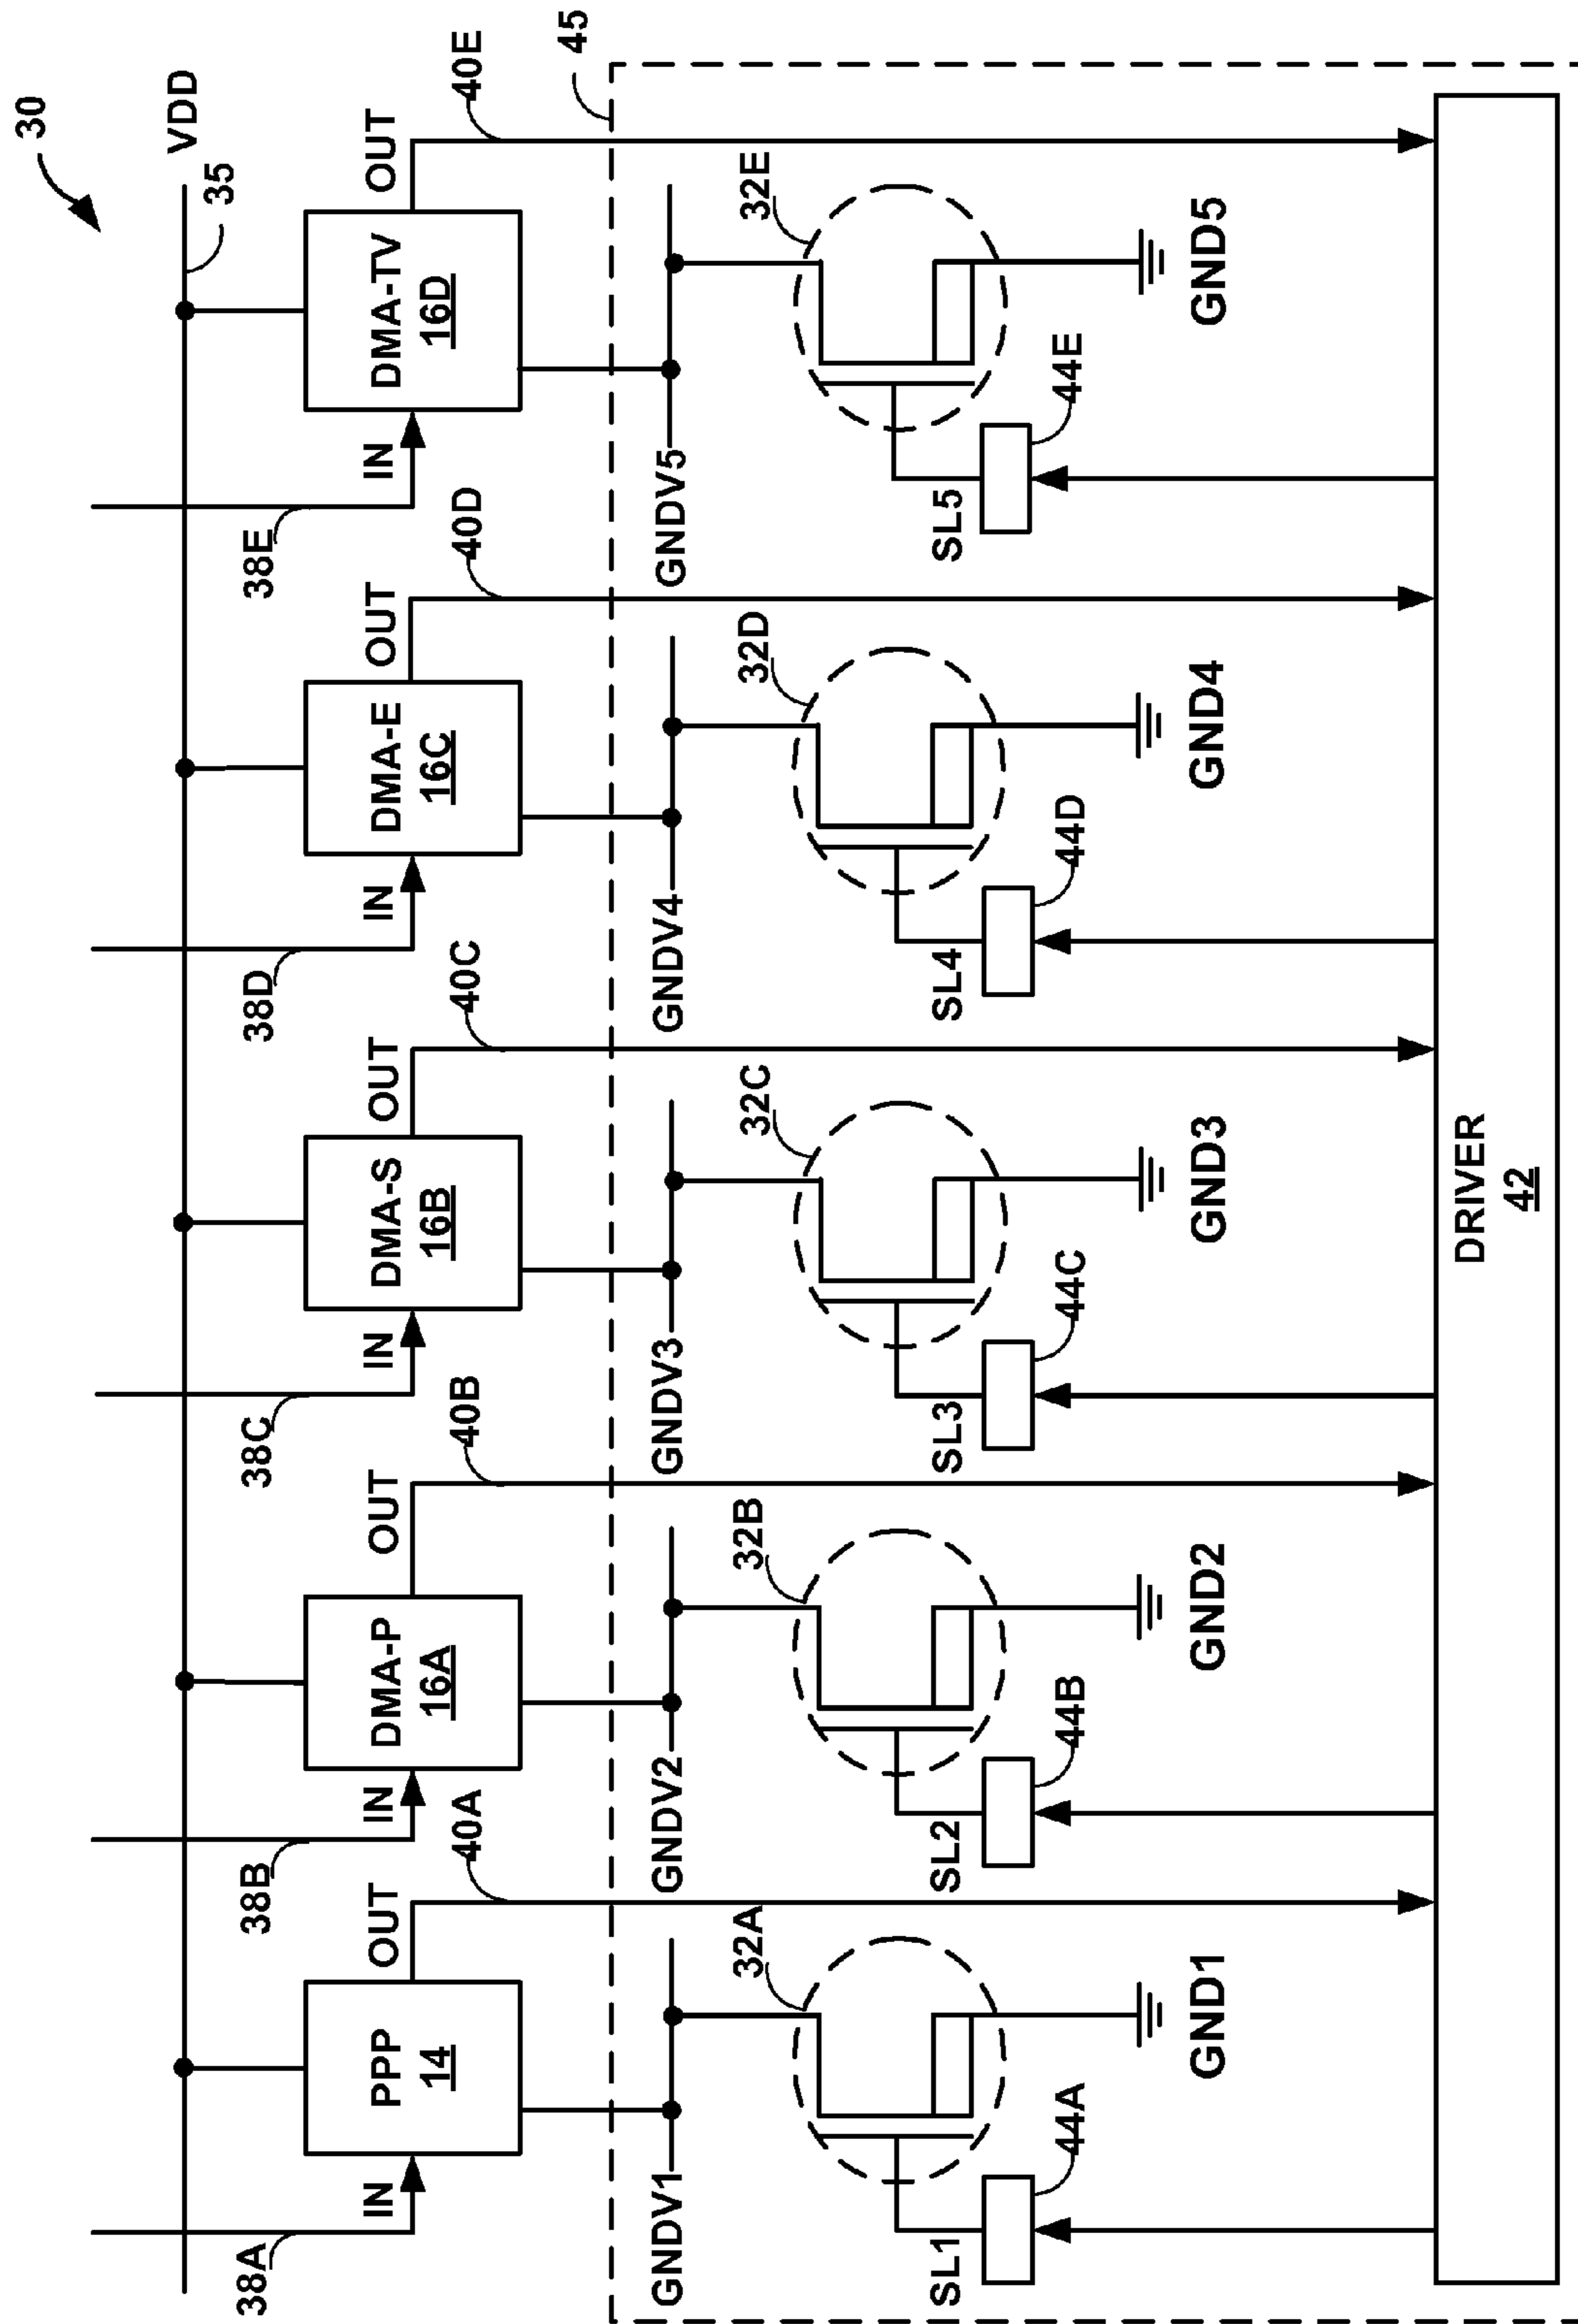 30
VDD
35
38A
38B
38C
38D
38E
IN
PPP
14
OUT
IN
DMA-P
16A
OUT
IN
DMA-S
16B
OUT
IN
DMA-E
16C
OUT
IN
DMA-TV
16D
OUT
40A
40B
40C
40D
40E
45
GNDV1
GNDV2
GNDV3
GNDV4
GNDV5
32A
32B
32C
32D
32E
SL1
SL2
SL3
SL4
SL5
44A
44B
44C
44D
44E
GND1
GND2
GND3
GND4
GND5
DRIVER
42